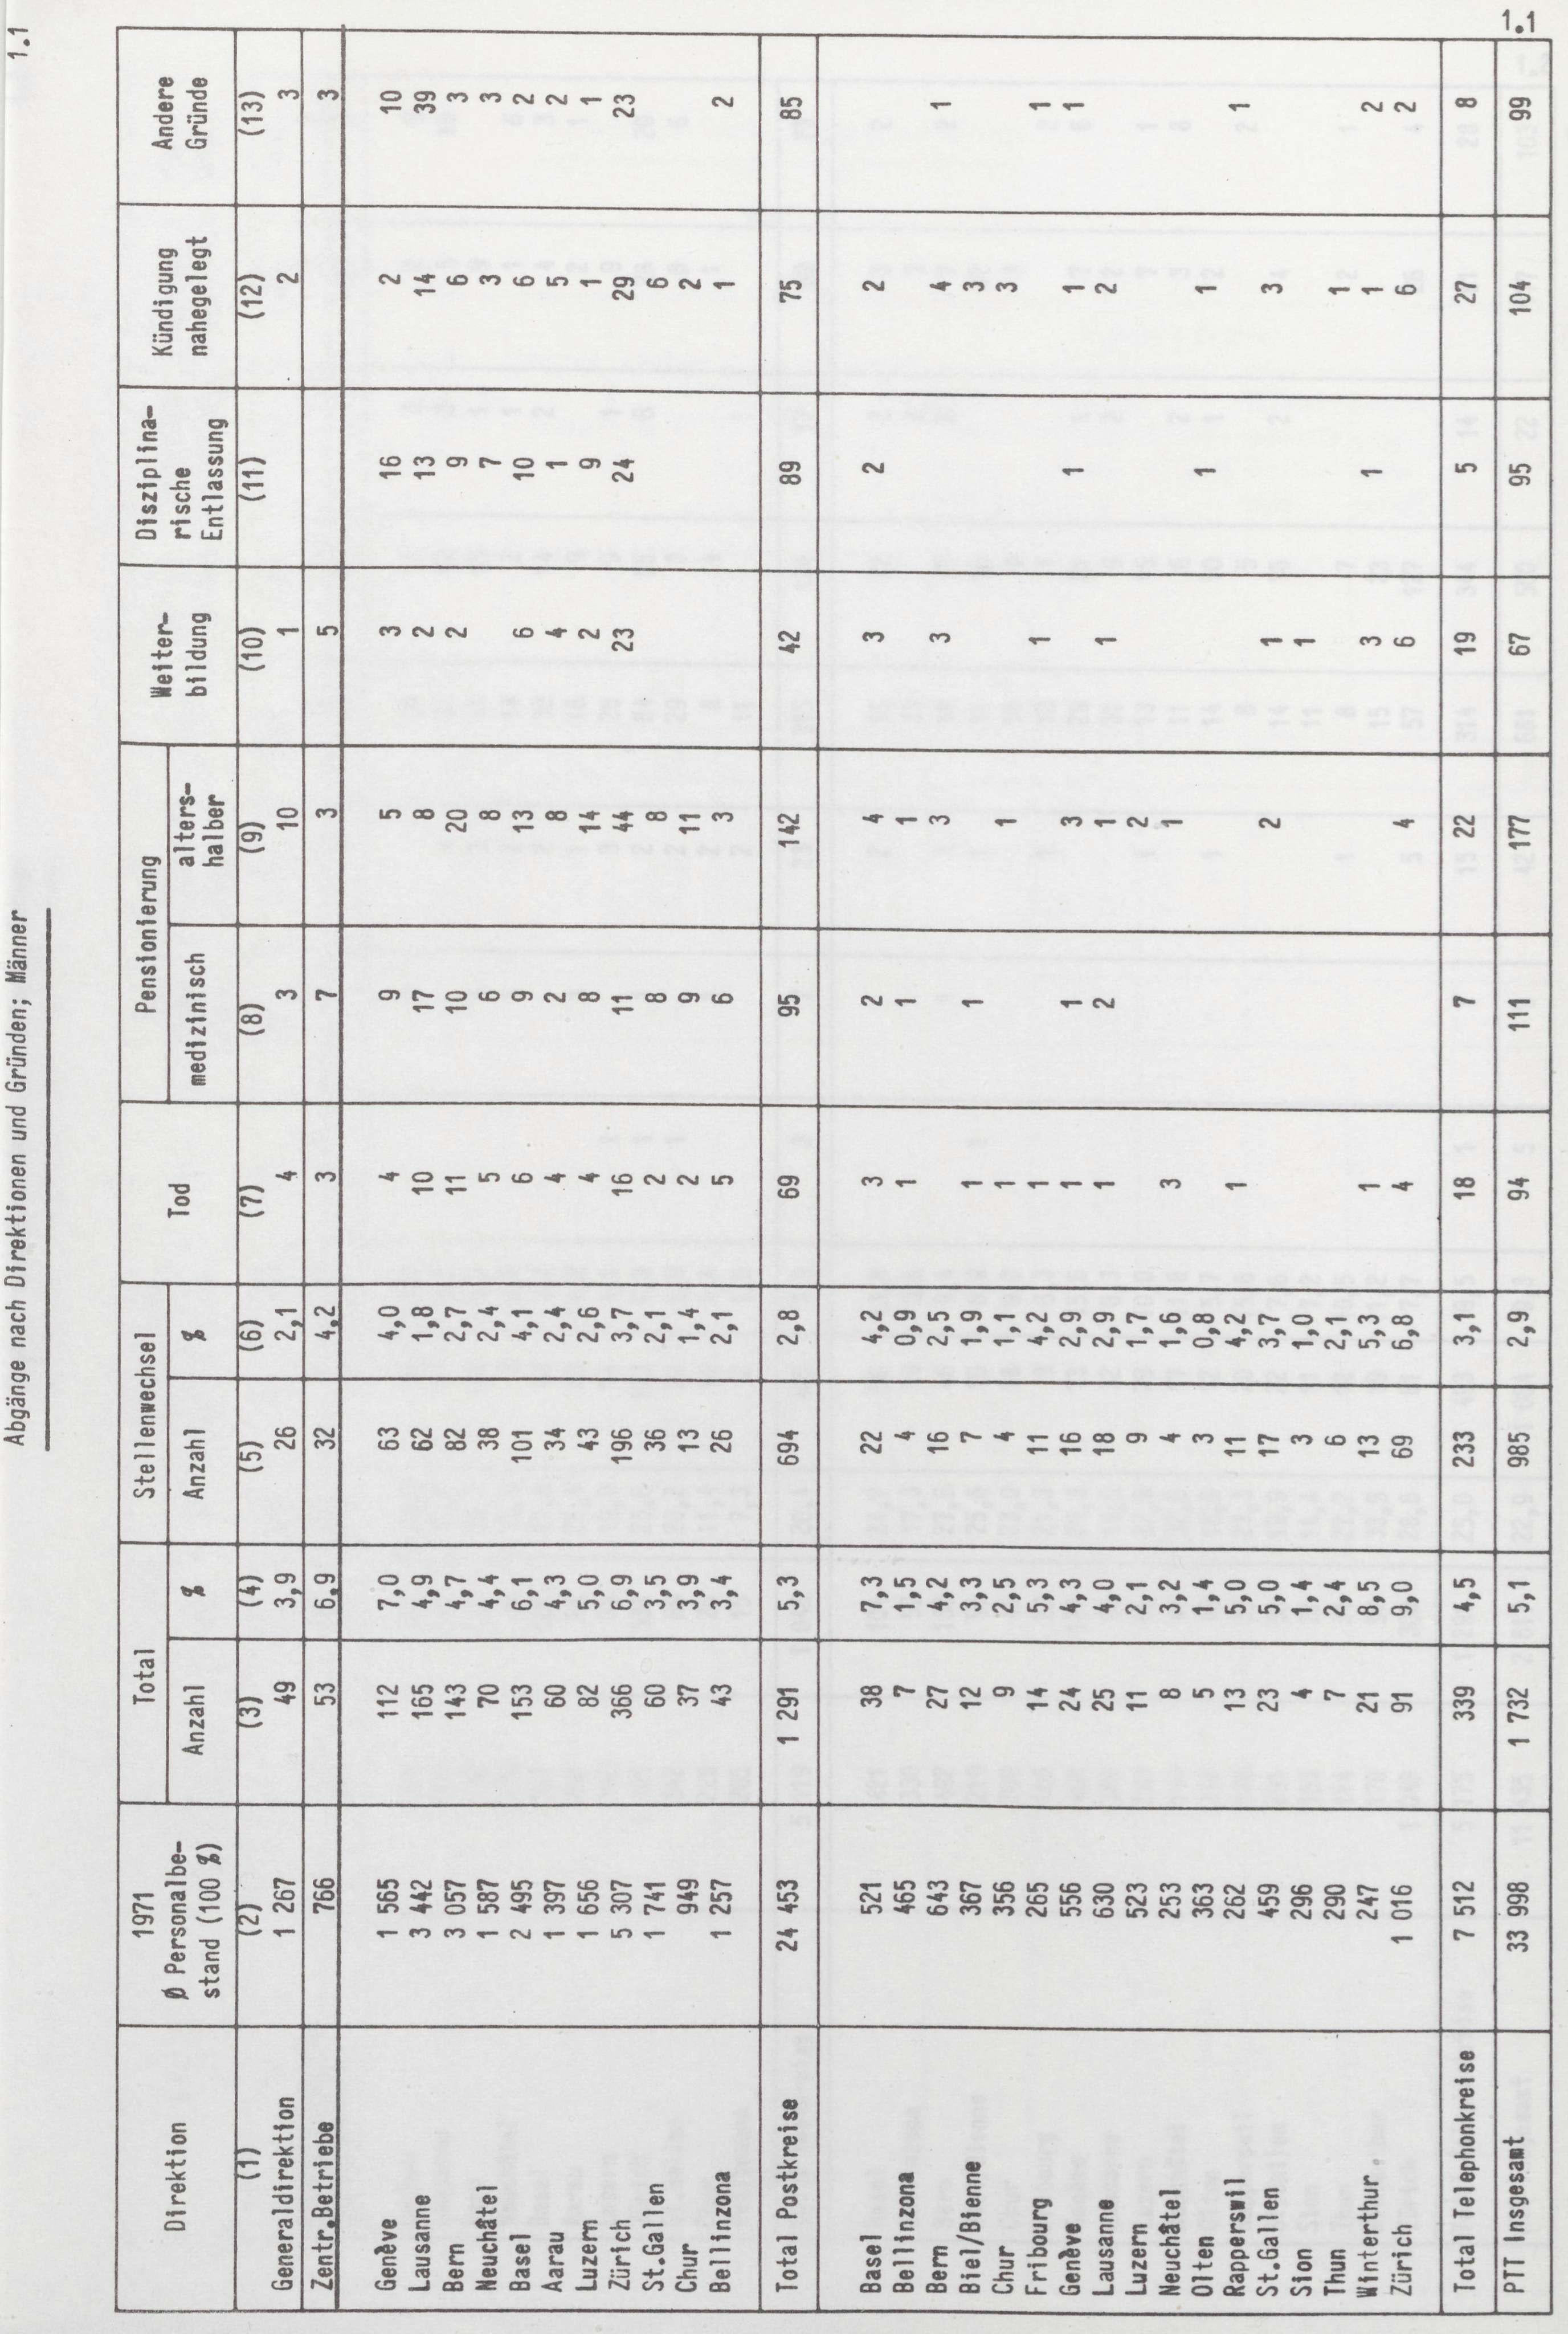 1.1
Abgänge nach Direktionen und Gründen; Männer
Direktion 1971 Total Stellenwechsel Tod Pensionierung Weiter- Disziplina- Kündigung Andere
Ø Personalbe- bildung rische nahegelegt Gründe
stand (100 %) Anzahl % Anzahl % medizinisch alters- Entlassung
halber
(1) (2) (3) (4) (5) (6) (7) (8) (9) (10) (11) (12) (13)
Generaldirektion 1 267 49 3,9 26 2,1 4 3 10 1 2 3
Zentr.Betriebe 766 53 6,9 32 4,2 3 7 3 5 3
Genève 1 565 112 7,0 63 4,0 4 9 5 3 16 2 10
Lausanne 3 442 165 4,9 62 1,8 10 17 8 2 13 14 39
Bern 3 057 143 4,7 82 2,7 11 10 20 2 9 6 3
Neuchâtel 1 587 70 4,4 38 2,4 5 6 8 7 3 3
Basel 2 495 153 6,1 101 4,1 6 9 13 6 10 6 2
Aarau 1 397 60 4,3 34 2,4 4 2 8 4 1 5 2
Luzern 1 656 82 5,0 43 2,6 4 8 14 2 9 1 1
Zürich 5 307 366 6,9 196 3,7 16 11 44 23 24 29 23
St.Gallen 1 741 60 3,5 36 2,1 2 8 8 6
Chur 949 37 3,9 13 1,4 2 9 11 2
Bellinzona 1 257 43 3,4 26 2,1 5 6 3 1 2
Total Postkreise 24 453 1 291 5,3 694 2,8 69 95 142 42 89 75 85
Basel 521 38 7,3 22 4,2 3 2 4 3 2 2
Bellinzona 465 7 1,5 4 0,9 1 1 1
Bern 643 27 4,2 16 2,5 3 3 4 1
Biel/Bienne 367 12 3,3 7 1,9 1 1 3
Chur 356 9 2,5 4 1,1 1 1 3
Fribourg 265 14 5,3 11 4,2 1 1 1
Genève 556 24 4,3 16 2,9 1 1 3 1 1 1
Lausanne 630 25 4,0 18 2,9 1 2 1 1 2
Luzern 523 11 2,1 9 1,7 2
Neuchâtel 253 8 3,2 4 1,6 3 1
Olten 363 5 1,4 3 0,8 1 1
Rapperswil 262 13 5,0 11 4,2 1 1
St.Gallen 459 23 5,0 17 3,7 2 1 3
Sion 296 4 1,4 3 1,0 1
Thun 290 7 2,4 6 2,1 1
Winterthur 247 21 8,5 13 5,3 1 3 1 1 2
Zürich 1 016 91 9,0 69 6,8 4 4 6 6 2
Total Telephonkreise 7 512 339 4,5 233 3,1 18 7 22 19 5 27 8
PTT Insgesamt 33 998 1 732 5,1 985 2,9 94 111 177 67 95 104 99
1.1